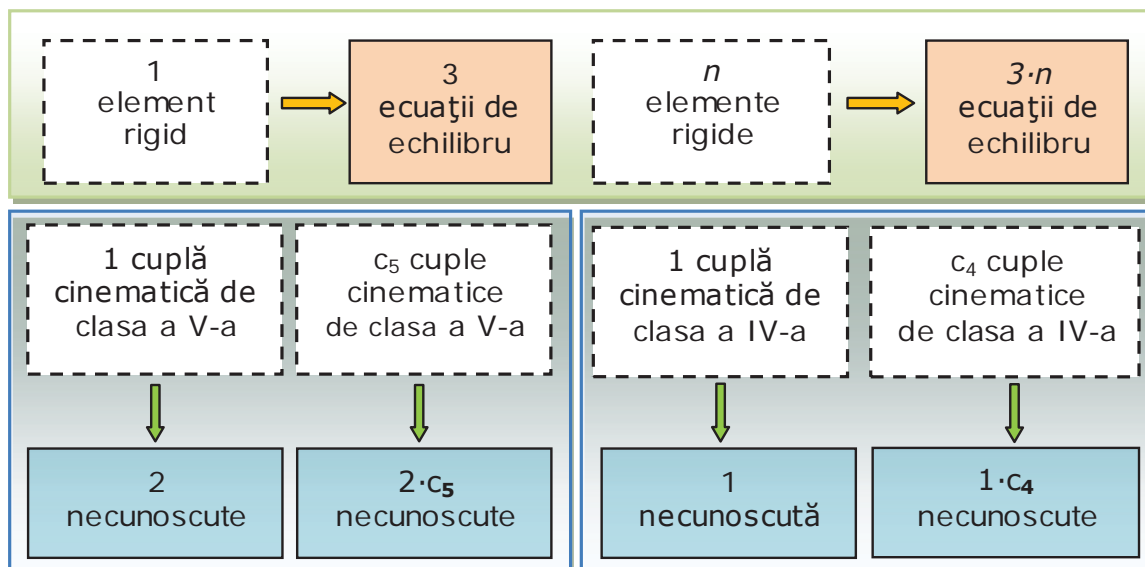 1
element
rigid
3
ecuaţii de
echilibru
n
elemente
rigide
3·n
ecuaţii de
echilibru
1 cuplă
cinematică de
clasa a V-a
c₅ cuple
cinematice
de clasa a V-a
1 cuplă
cinematică de
clasa a IV-a
c₄ cuple
cinematice
de clasa a IV-a
2
necunoscute
2·c₅
necunoscute
1
necunoscută
1·c₄
necunoscute